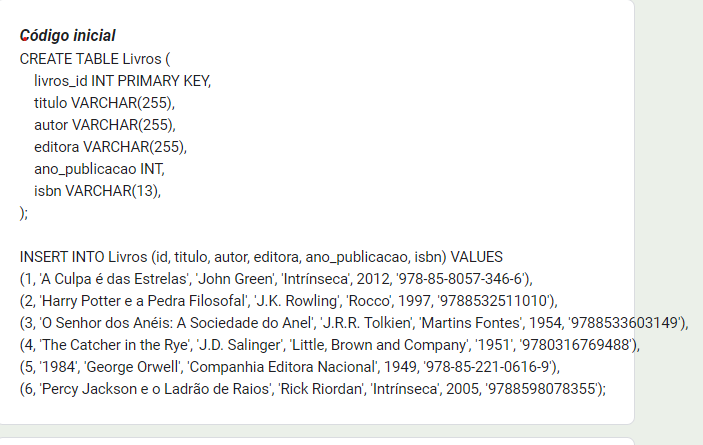 Código inicial
CREATE TABLE Livros (
livros_id INT PRIMARY KEY,
titulo VARCHAR(255),
autor VARCHAR(255),
editora VARCHAR(255),
ano_publicacao INT,
isbn VARCHAR(13),
);
INSERT INTO Livros (id, titulo, autor, editora, ano_publicacao, isbn) VALUES
(1, 'A Culpa é das Estrelas', 'John Green', 'Intrínseca', 2012, '978-85-8057-346-6'),
(2, 'Harry Potter e a Pedra Filosofal', 'J.K. Rowling', 'Rocco', 1997, '9788532511010'),
(3, 'O Senhor dos Anéis: A Sociedade do Anel', 'J.R.R. Tolkien', 'Martins Fontes', 1954, '9788533603149'),
(4, 'The Catcher in the Rye', 'J.D. Salinger', 'Little, Brown and Company', '1951', '9780316769488'),
(5, '1984', 'George Orwell', 'Companhia Editora Nacional', 1949, '978-85-221-0616-9'),
(6, 'Percy Jackson e o Ladrão de Raios', 'Rick Riordan', 'Intrínseca', 2005, '9788598078355');